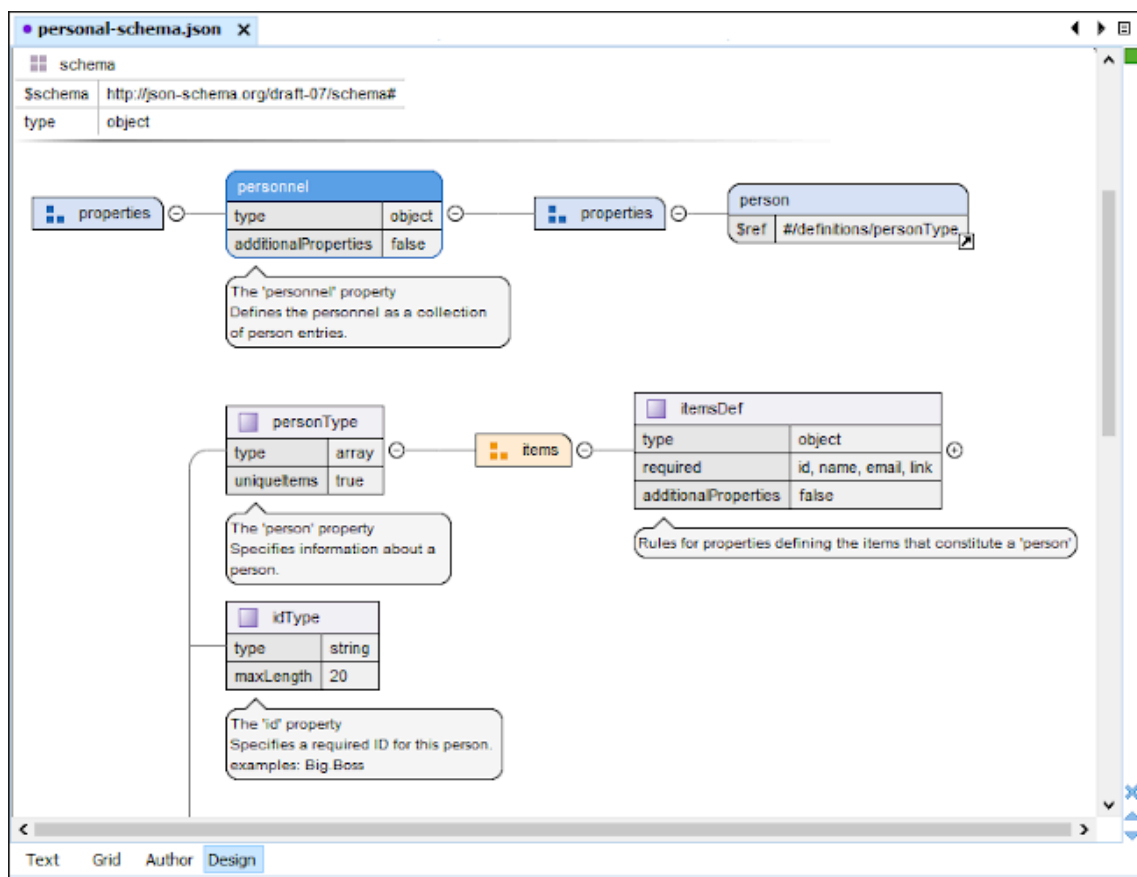 personal-schema.json X
schema
$schema http://json-schema.org/draft-07/schema#
type object
properties
personnel
type object
additionalProperties false
properties
person
$ref #/definitions/personType
The 'personnel' property
Defines the personnel as a collection
of person entries.
personType
type array
uniqueItems true
items
itemsDef
type object
required id, name, email, link
additionalProperties false
The 'person' property
Specifies information about a
person.
Rules for properties defining the items that constitute a 'person'
idType
type string
maxLength 20
The 'id' property
Specifies a required ID for this person.
examples: Big.Boss
Text Grid Author Design